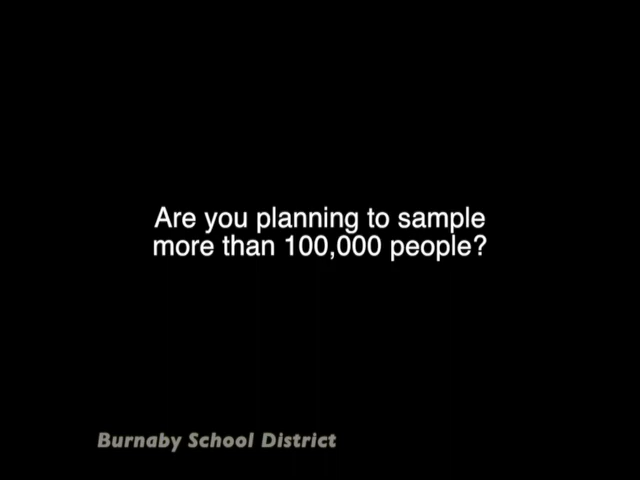 Are you planning to sample
more than 100,000 people?
Burnaby School District